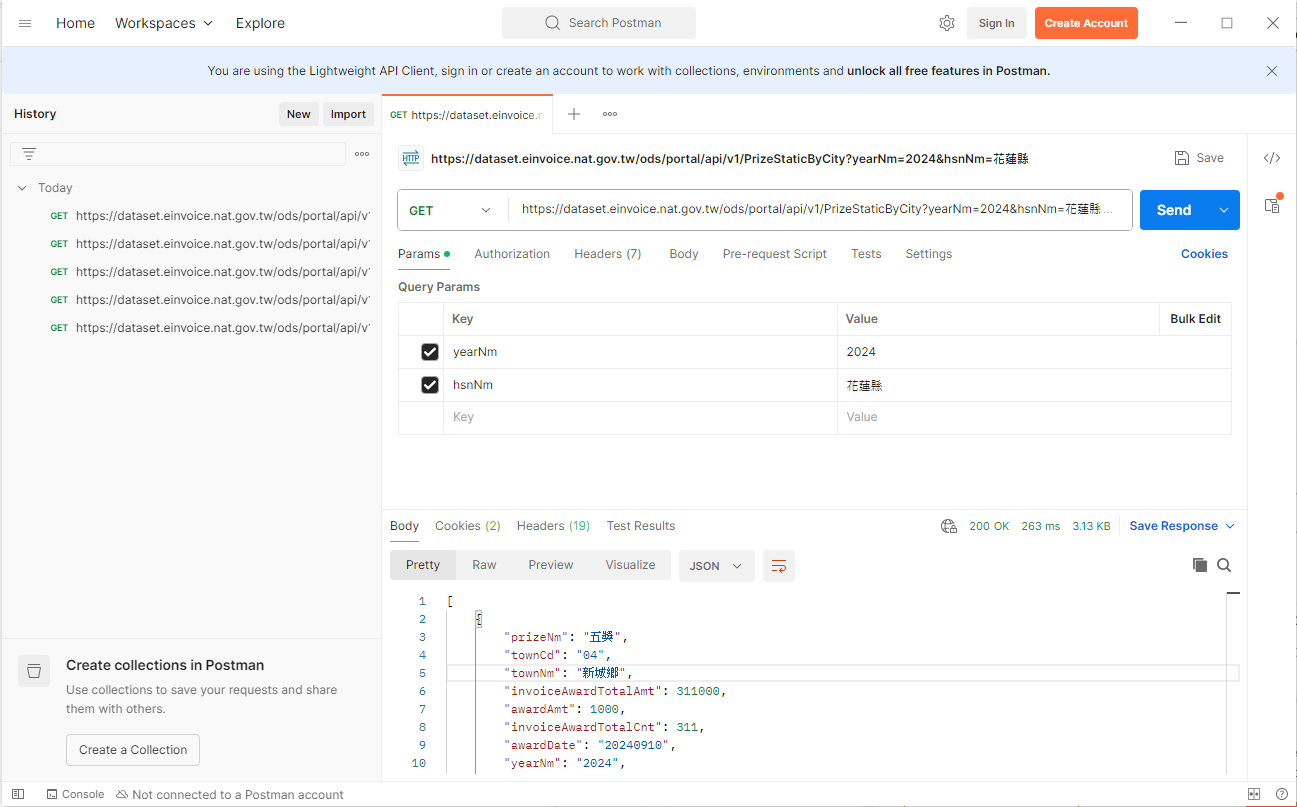 Home Workspaces Explore Search Postman Sign In Create Account
You are using the Lightweight API Client, sign in or create an account to work with collections, environments and unlock all free features in Postman.
History New Import
GET https://dataset.einvoice.n
HTTP https://dataset.einvoice.nat.gov.tw/ods/portal/api/v1/PrizeStaticByCity?yearNm=2024&hsnNm=花蓮縣 Save
Today
GET https://dataset.einvoice.nat.gov.tw/ods/portal/api/v1
GET https://dataset.einvoice.nat.gov.tw/ods/portal/api/v1
GET https://dataset.einvoice.nat.gov.tw/ods/portal/api/v1
GET https://dataset.einvoice.nat.gov.tw/ods/portal/api/v1
GET https://dataset.einvoice.nat.gov.tw/ods/portal/api/v1
GET https://dataset.einvoice.nat.gov.tw/ods/portal/api/v1/PrizeStaticByCity?yearNm=2024&hsnNm=花蓮縣 ... Send
Params Authorization Headers (7) Body Pre-request Script Tests Settings Cookies
Query Params
Key Value Bulk Edit
yearNm 2024
hsnNm 花蓮縣
Key Value
Body Cookies (2) Headers (19) Test Results 200 OK 263 ms 3.13 KB Save Response
Pretty Raw Preview Visualize JSON
1 [
2 {
3 "prizeNm": "五獎",
4 "townCd": "04",
5 "townNm": "新城鄉",
6 "invoiceAwardTotalAmt": 311000,
7 "awardAmt": 1000,
8 "invoiceAwardTotalCnt": 311,
9 "awardDate": "20240910",
10 "yearNm": "2024",
Create collections in Postman
Use collections to save your requests and share
them with others.
Create a Collection
Console Not connected to a Postman account